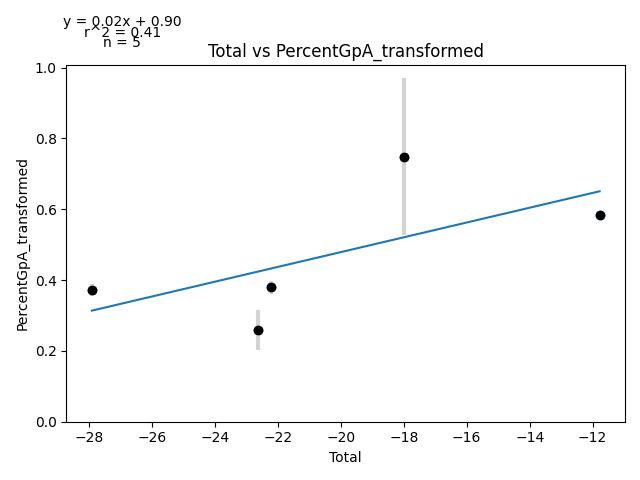 y = 0.02x + 0.90
r^2 = 0.41
n = 5
Total vs PercentGpA_transformed
PercentGpA_transformed
1.0
0.8
0.6
0.4
0.2
0.0
−28 −26 −24 −22 −20 −18 −16 −14 −12
Total